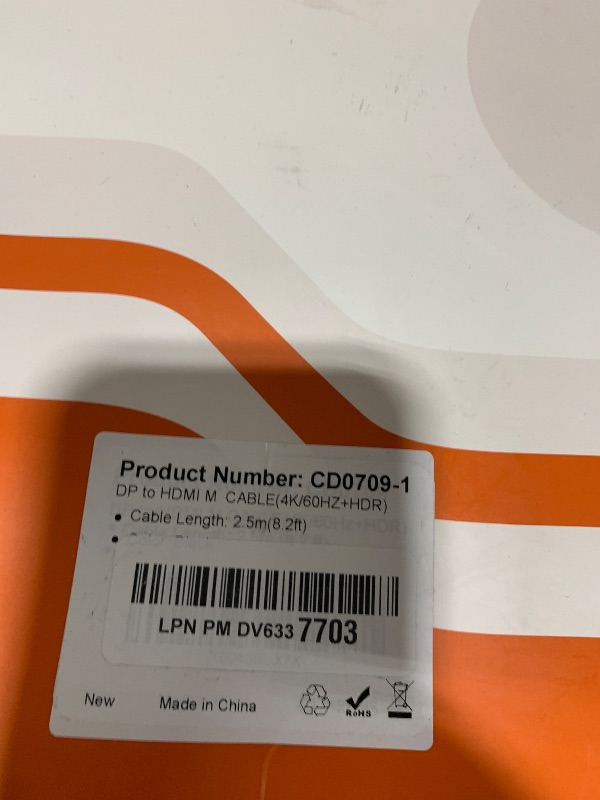 Product Number: CD0709-1
DP to HDMI M CABLE(4K/60HZ+HDR)
• Cable Length: 2.5m(8.2ft)
LPN PM DV633 7703
New
Made in China
RoHS